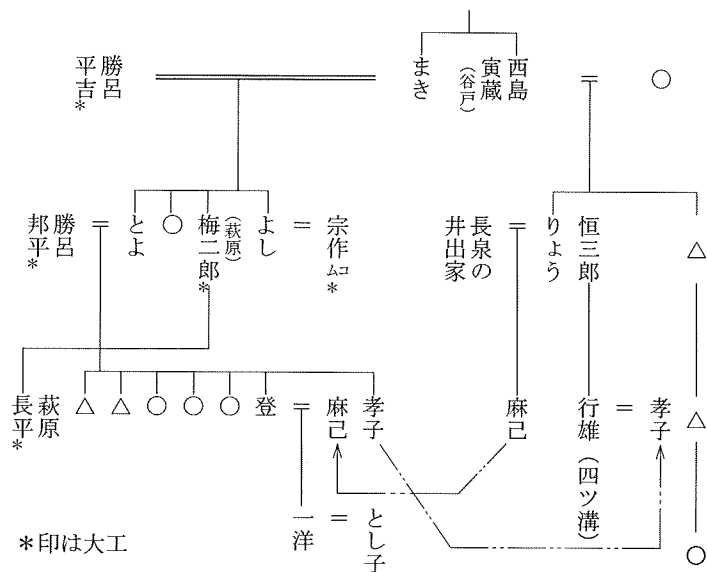 西島
寅蔵
（谷戸）
まき
＝
○
勝呂
平吉*
△
恒三郎
りょう
＝
長泉の
井出家
宗作ムコ*
＝
よし
梅二郎*
（萩原）
○
とよ
＝
勝呂
邦平*
△
孝子
＝
行雄（四ツ溝）
麻己
孝子
麻己
＝
登
○
○
○
△
△
萩原
長平*
○
とし子
＝
一洋
*印は大工